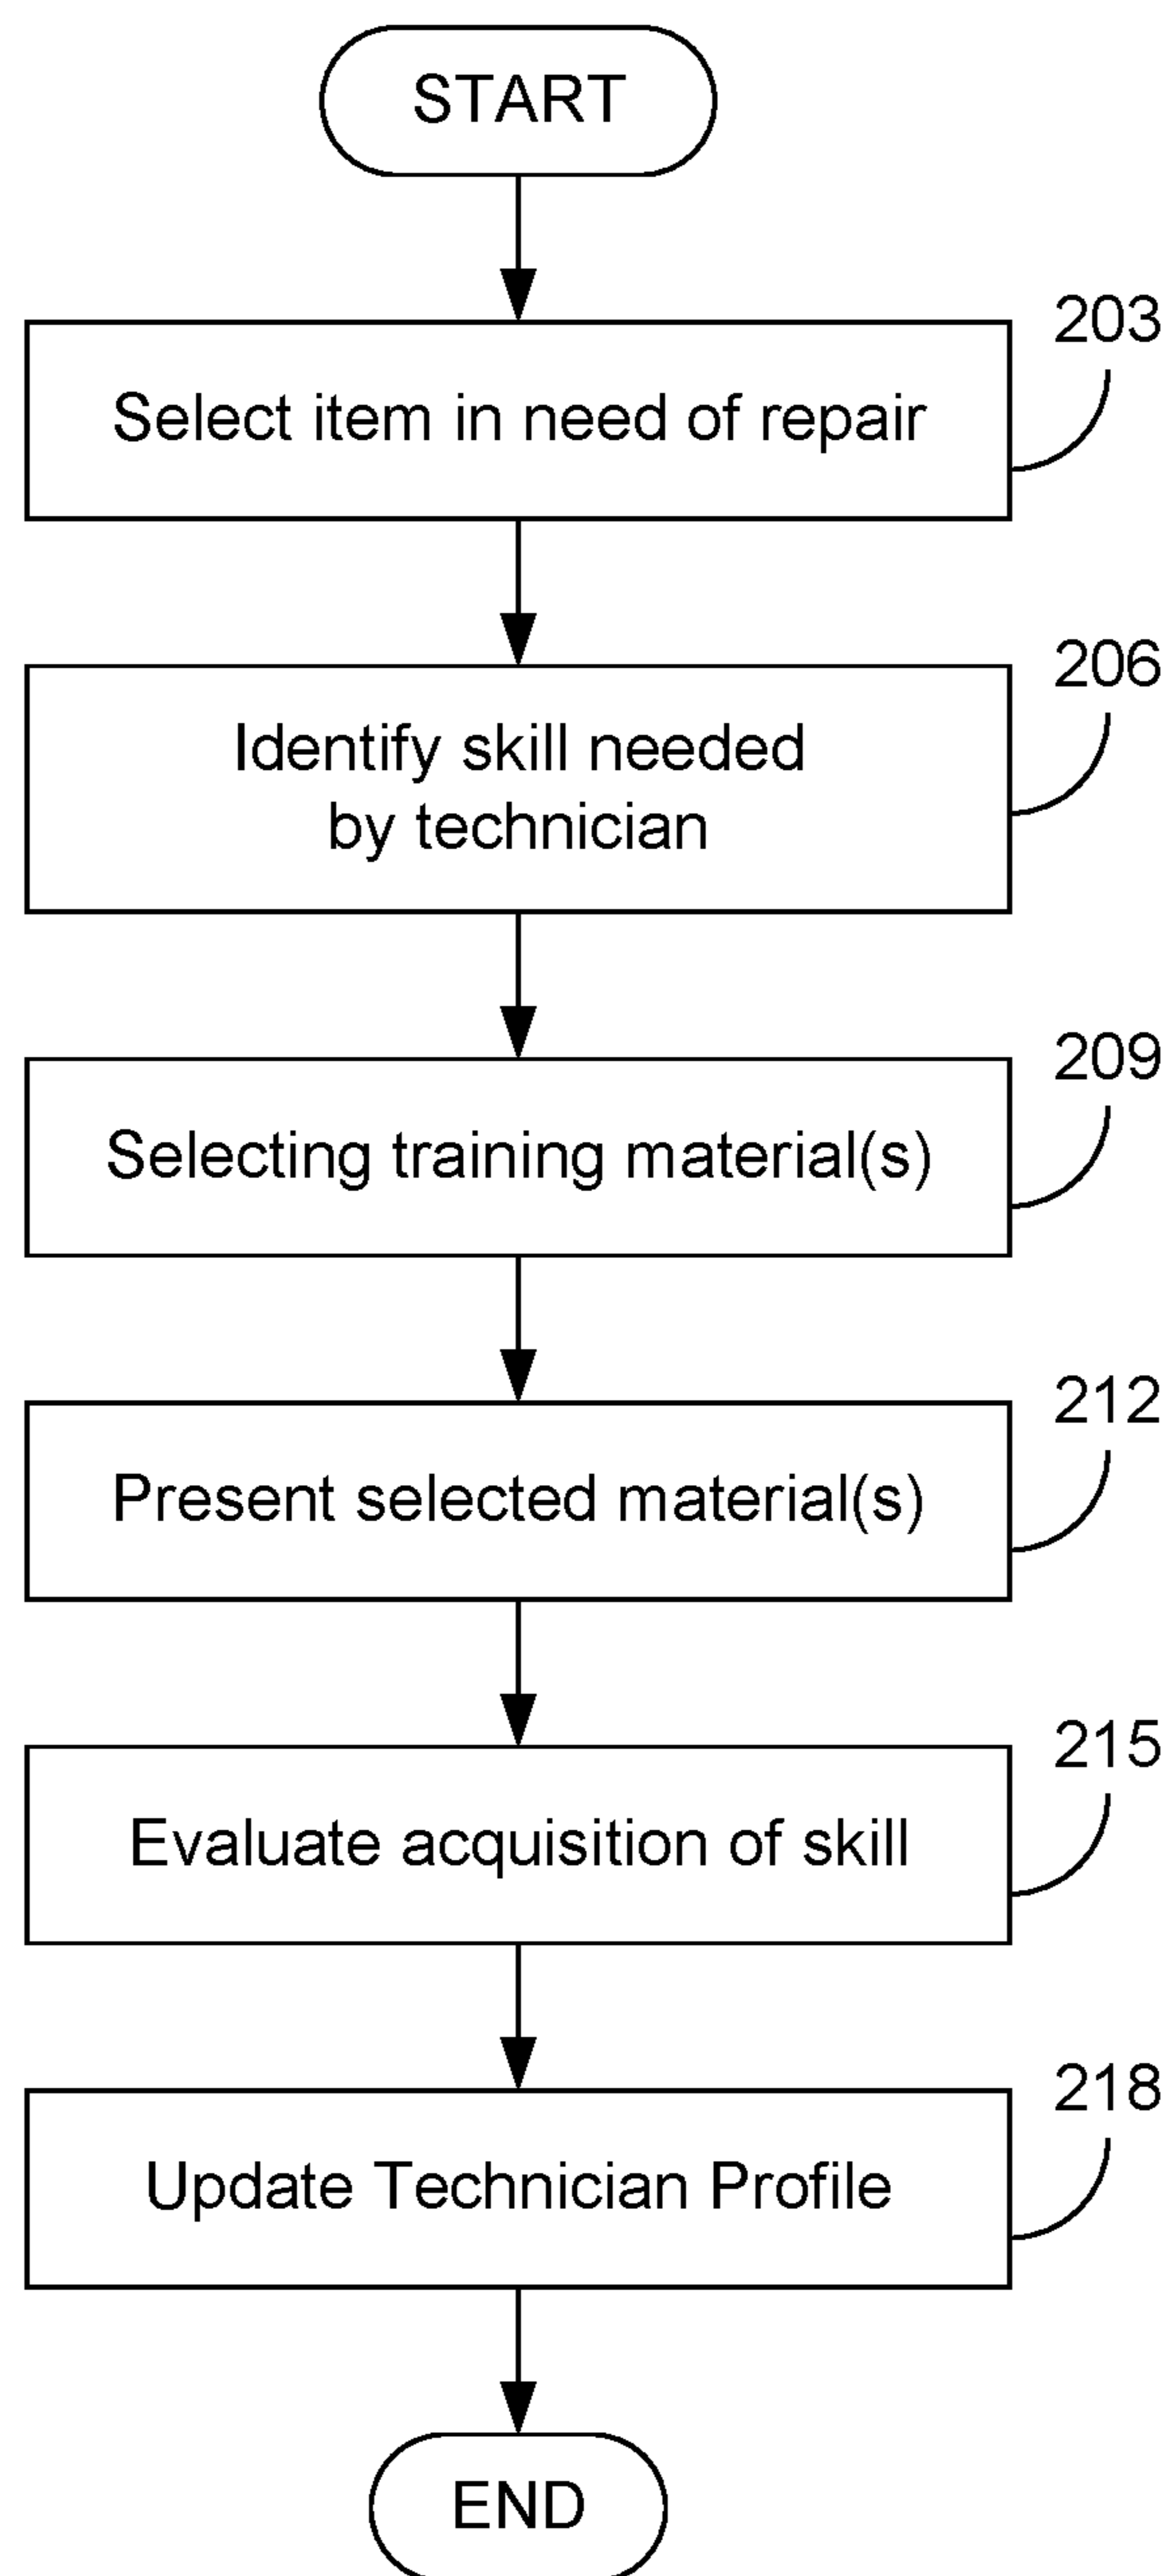 START
203
Select item in need of repair
206
Identify skill needed
by technician
209
Selecting training material(s)
212
Present selected material(s)
215
Evaluate acquisition of skill
218
Update Technician Profile
END